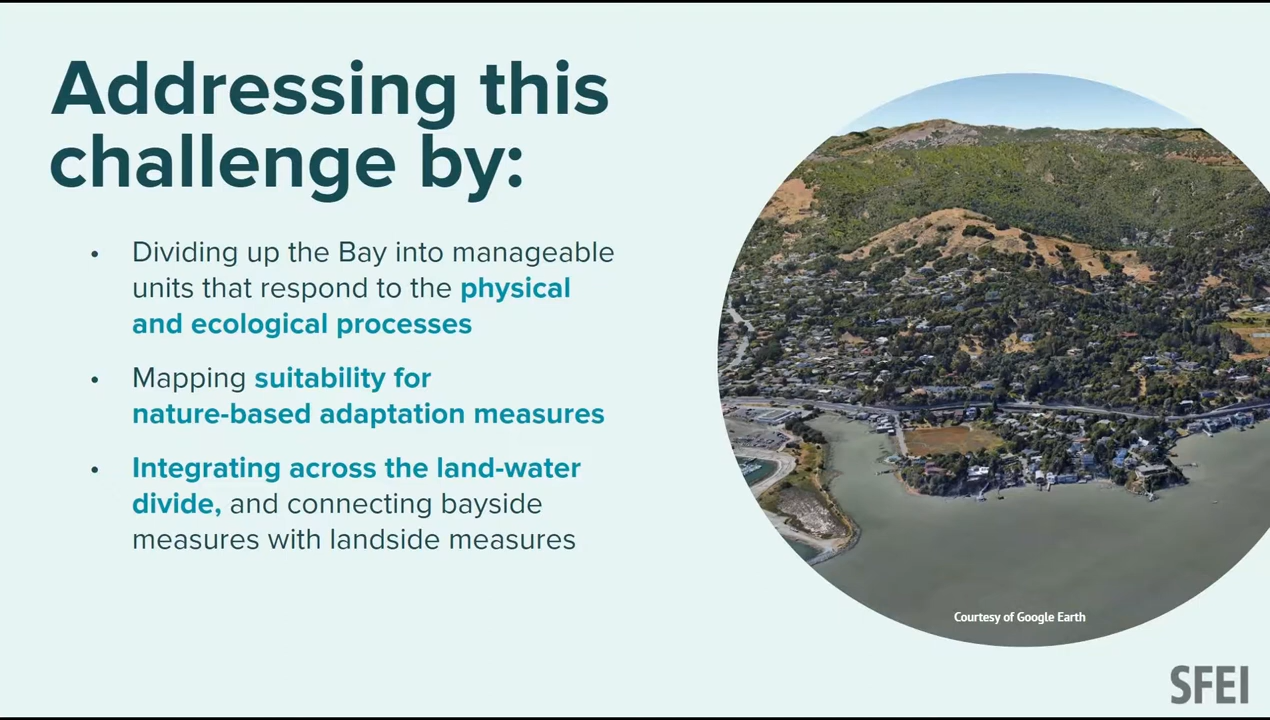 Addressing this
challenge by:
• Dividing up the Bay into manageable
units that respond to the physical
and ecological processes
• Mapping suitability for
nature-based adaptation measures
• Integrating across the land-water
divide, and connecting bayside
measures with landside measures
Courtesy of Google Earth
SFEI